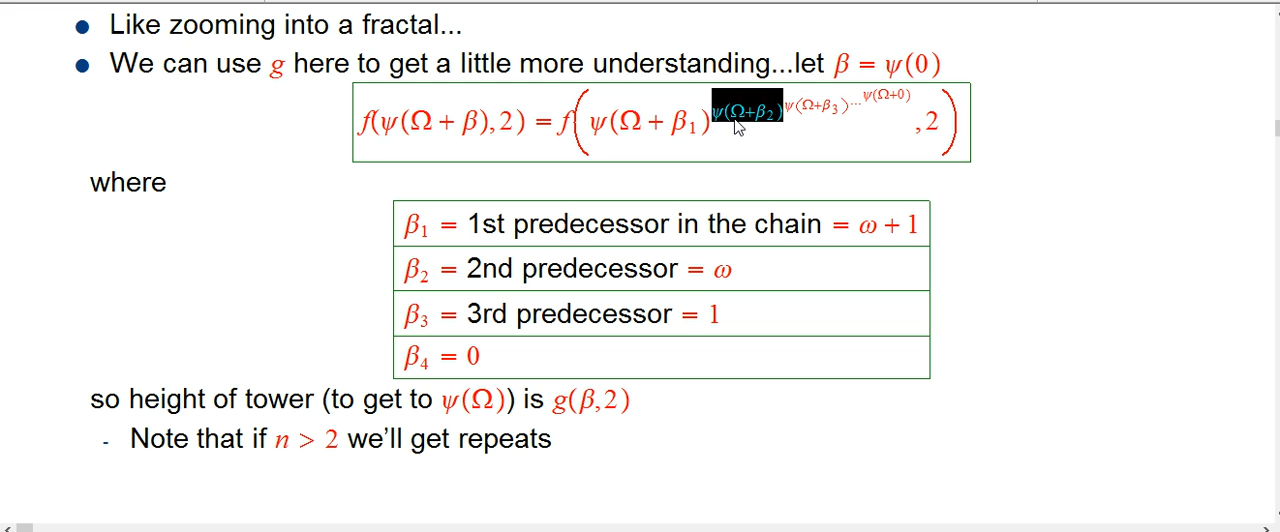 Like zooming into a fractal...
We can use g here to get a little more understanding...let β = ψ(0)
f(ψ(Ω + β), 2) = f(ψ(Ω + β₁)^ψ(Ω+β₂)^ψ(Ω+β₃)^...^ψ(Ω+0), 2)
where
β₁ = 1st predecessor in the chain = ω + 1
β₂ = 2nd predecessor = ω
β₃ = 3rd predecessor = 1
β₄ = 0
so height of tower (to get to ψ(Ω)) is g(β,2)
- Note that if n > 2 we'll get repeats